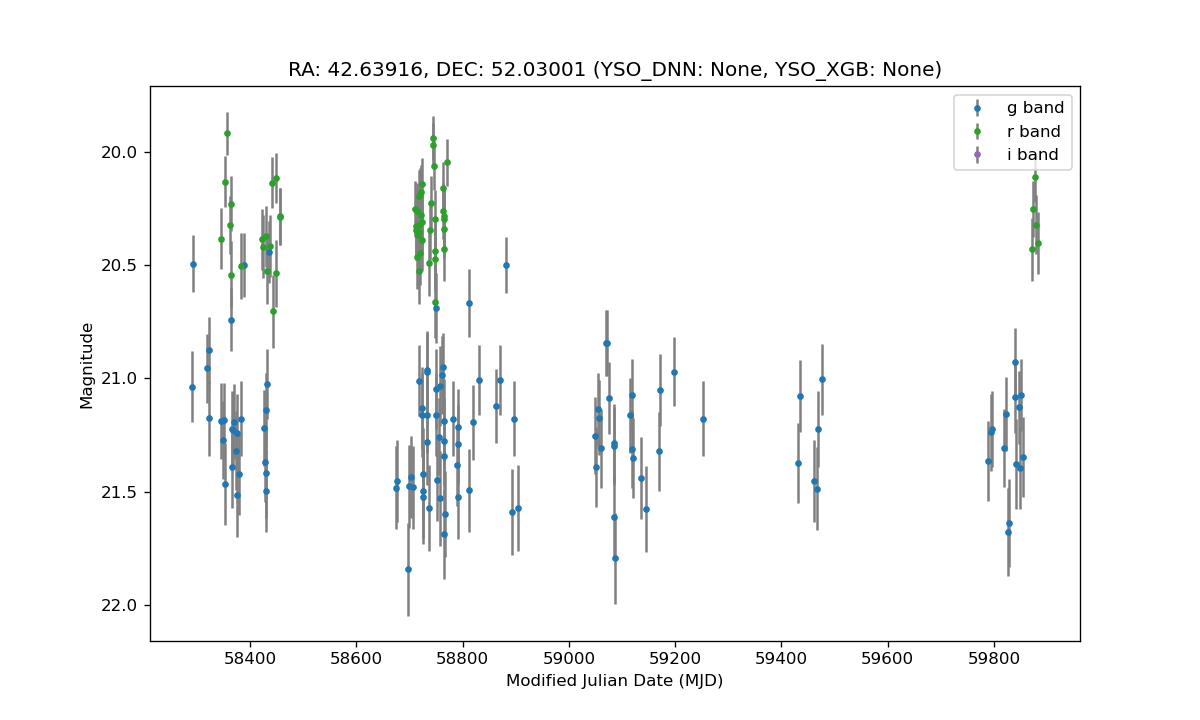 RA: 42.63916, DEC: 52.03001 (YSO_DNN: None, YSO_XGB: None)
g band
r band
i band
20.0
20.5
21.0
21.5
22.0
Magnitude
58400 58600 58800 59000 59200 59400 59600 59800
Modified Julian Date (MJD)